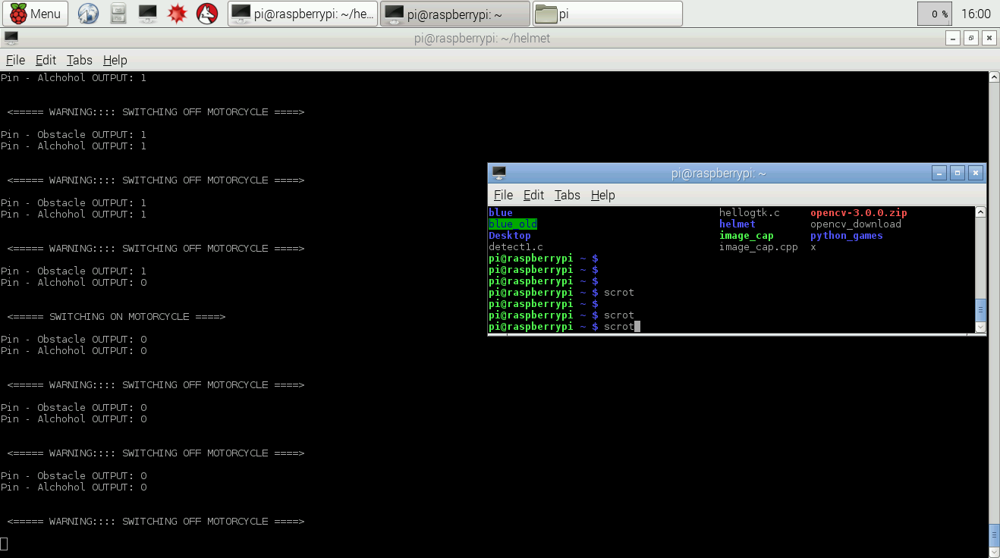 Menu
pi@raspberrypi: ~/he...
pi@raspberrypi: ~
pi
0 %
16:00
pi@raspberrypi: ~/helmet
File Edit Tabs Help
Pin - Alchohol OUTPUT: 1
<===== WARNING:::: SWITCHING OFF MOTORCYCLE ====>
Pin - Obstacle OUTPUT: 1
Pin - Alchohol OUTPUT: 1
<===== WARNING:::: SWITCHING OFF MOTORCYCLE ====>
Pin - Obstacle OUTPUT: 1
Pin - Alchohol OUTPUT: 1
<===== WARNING:::: SWITCHING OFF MOTORCYCLE ====>
Pin - Obstacle OUTPUT: 1
Pin - Alchohol OUTPUT: 0
<===== SWITCHING ON MOTORCYCLE ====>
Pin - Obstacle OUTPUT: 0
Pin - Alchohol OUTPUT: 0
<===== WARNING:::: SWITCHING OFF MOTORCYCLE ====>
Pin - Obstacle OUTPUT: 0
Pin - Alchohol OUTPUT: 0
<===== WARNING:::: SWITCHING OFF MOTORCYCLE ====>
Pin - Obstacle OUTPUT: 0
Pin - Alchohol OUTPUT: 0
<===== WARNING:::: SWITCHING OFF MOTORCYCLE ====>
pi@raspberrypi: ~
File Edit Tabs Help
blue hellogtk.c opencv-3.0.0.zip
blue_old helmet opencv_download
Desktop image_cap python_games
detect1.c image_cap.cpp x
pi@raspberrypi ~ $
pi@raspberrypi ~ $
pi@raspberrypi ~ $
pi@raspberrypi ~ $ scrot
pi@raspberrypi ~ $
pi@raspberrypi ~ $ scrot
pi@raspberrypi ~ $ scrot